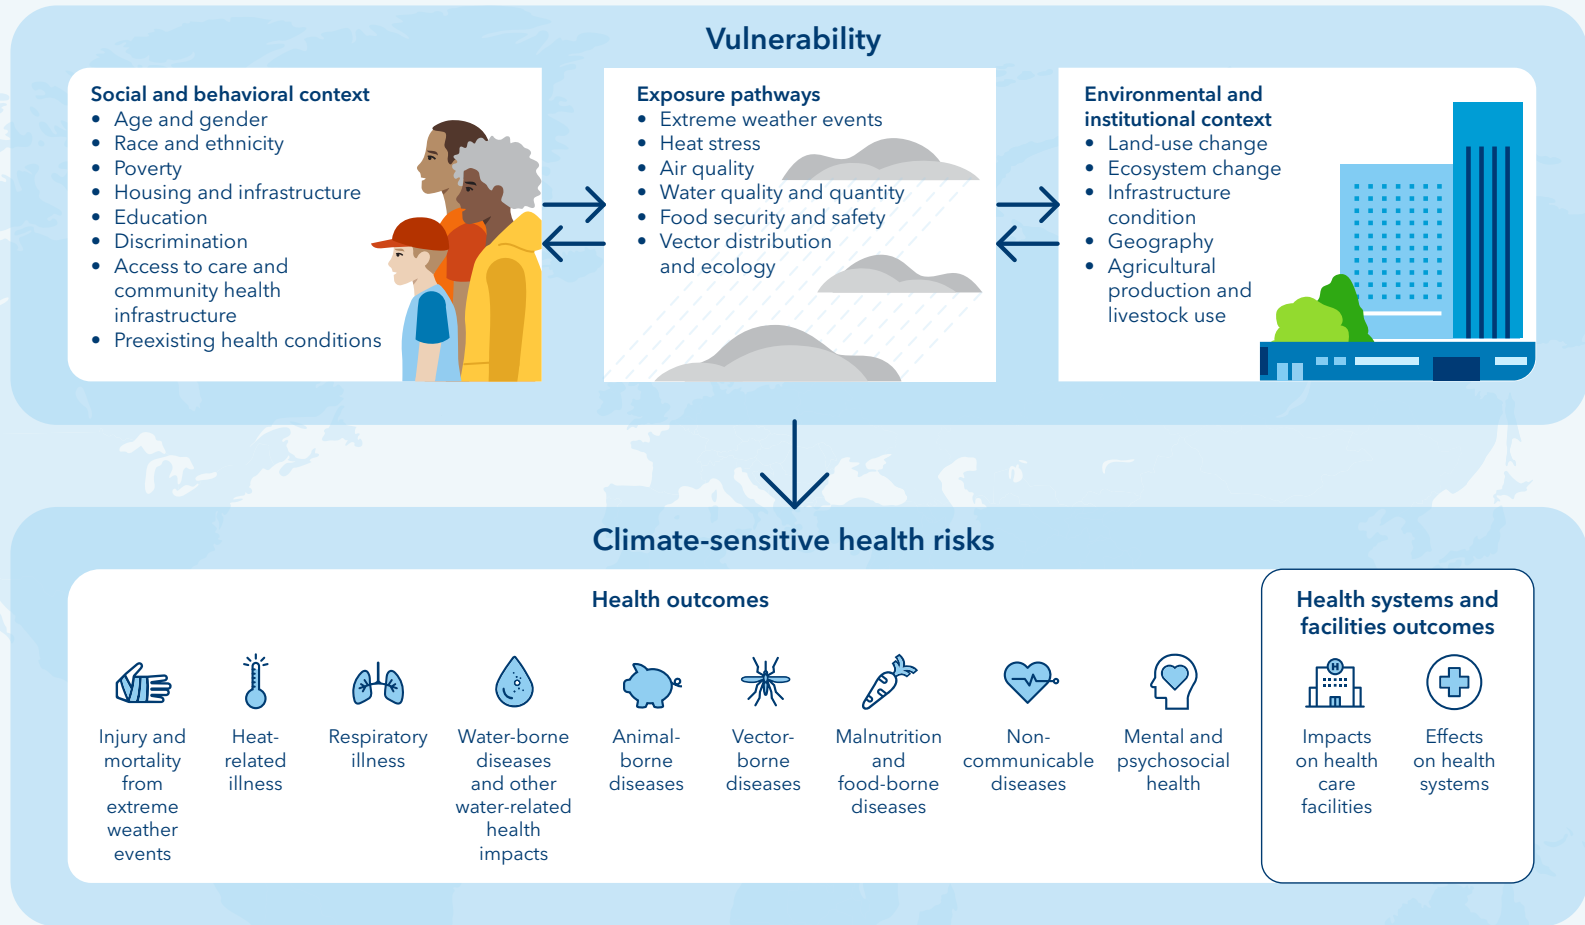 Vulnerability
Social and behavioral context
• Age and gender
• Race and ethnicity
• Poverty
• Housing and infrastructure
• Education
• Discrimination
• Access to care and
community health
infrastructure
• Preexisting health conditions
Exposure pathways
• Extreme weather events
• Heat stress
• Air quality
• Water quality and quantity
• Food security and safety
• Vector distribution
and ecology
Environmental and
institutional context
• Land-use change
• Ecosystem change
• Infrastructure
condition
• Geography
• Agricultural
production and
livestock use
Climate-sensitive health risks
Health outcomes
Injury and
mortality
from
extreme
weather
events
Heat-
related
illness
Respiratory
illness
Water-borne
diseases
and other
water-related
health
impacts
Animal-
borne
diseases
Vector-
borne
diseases
Malnutrition
and
food-borne
diseases
Non-
communicable
diseases
Mental and
psychosocial
health
Health systems and
facilities outcomes
H
Impacts
on health
care
facilities
Effects
on health
systems